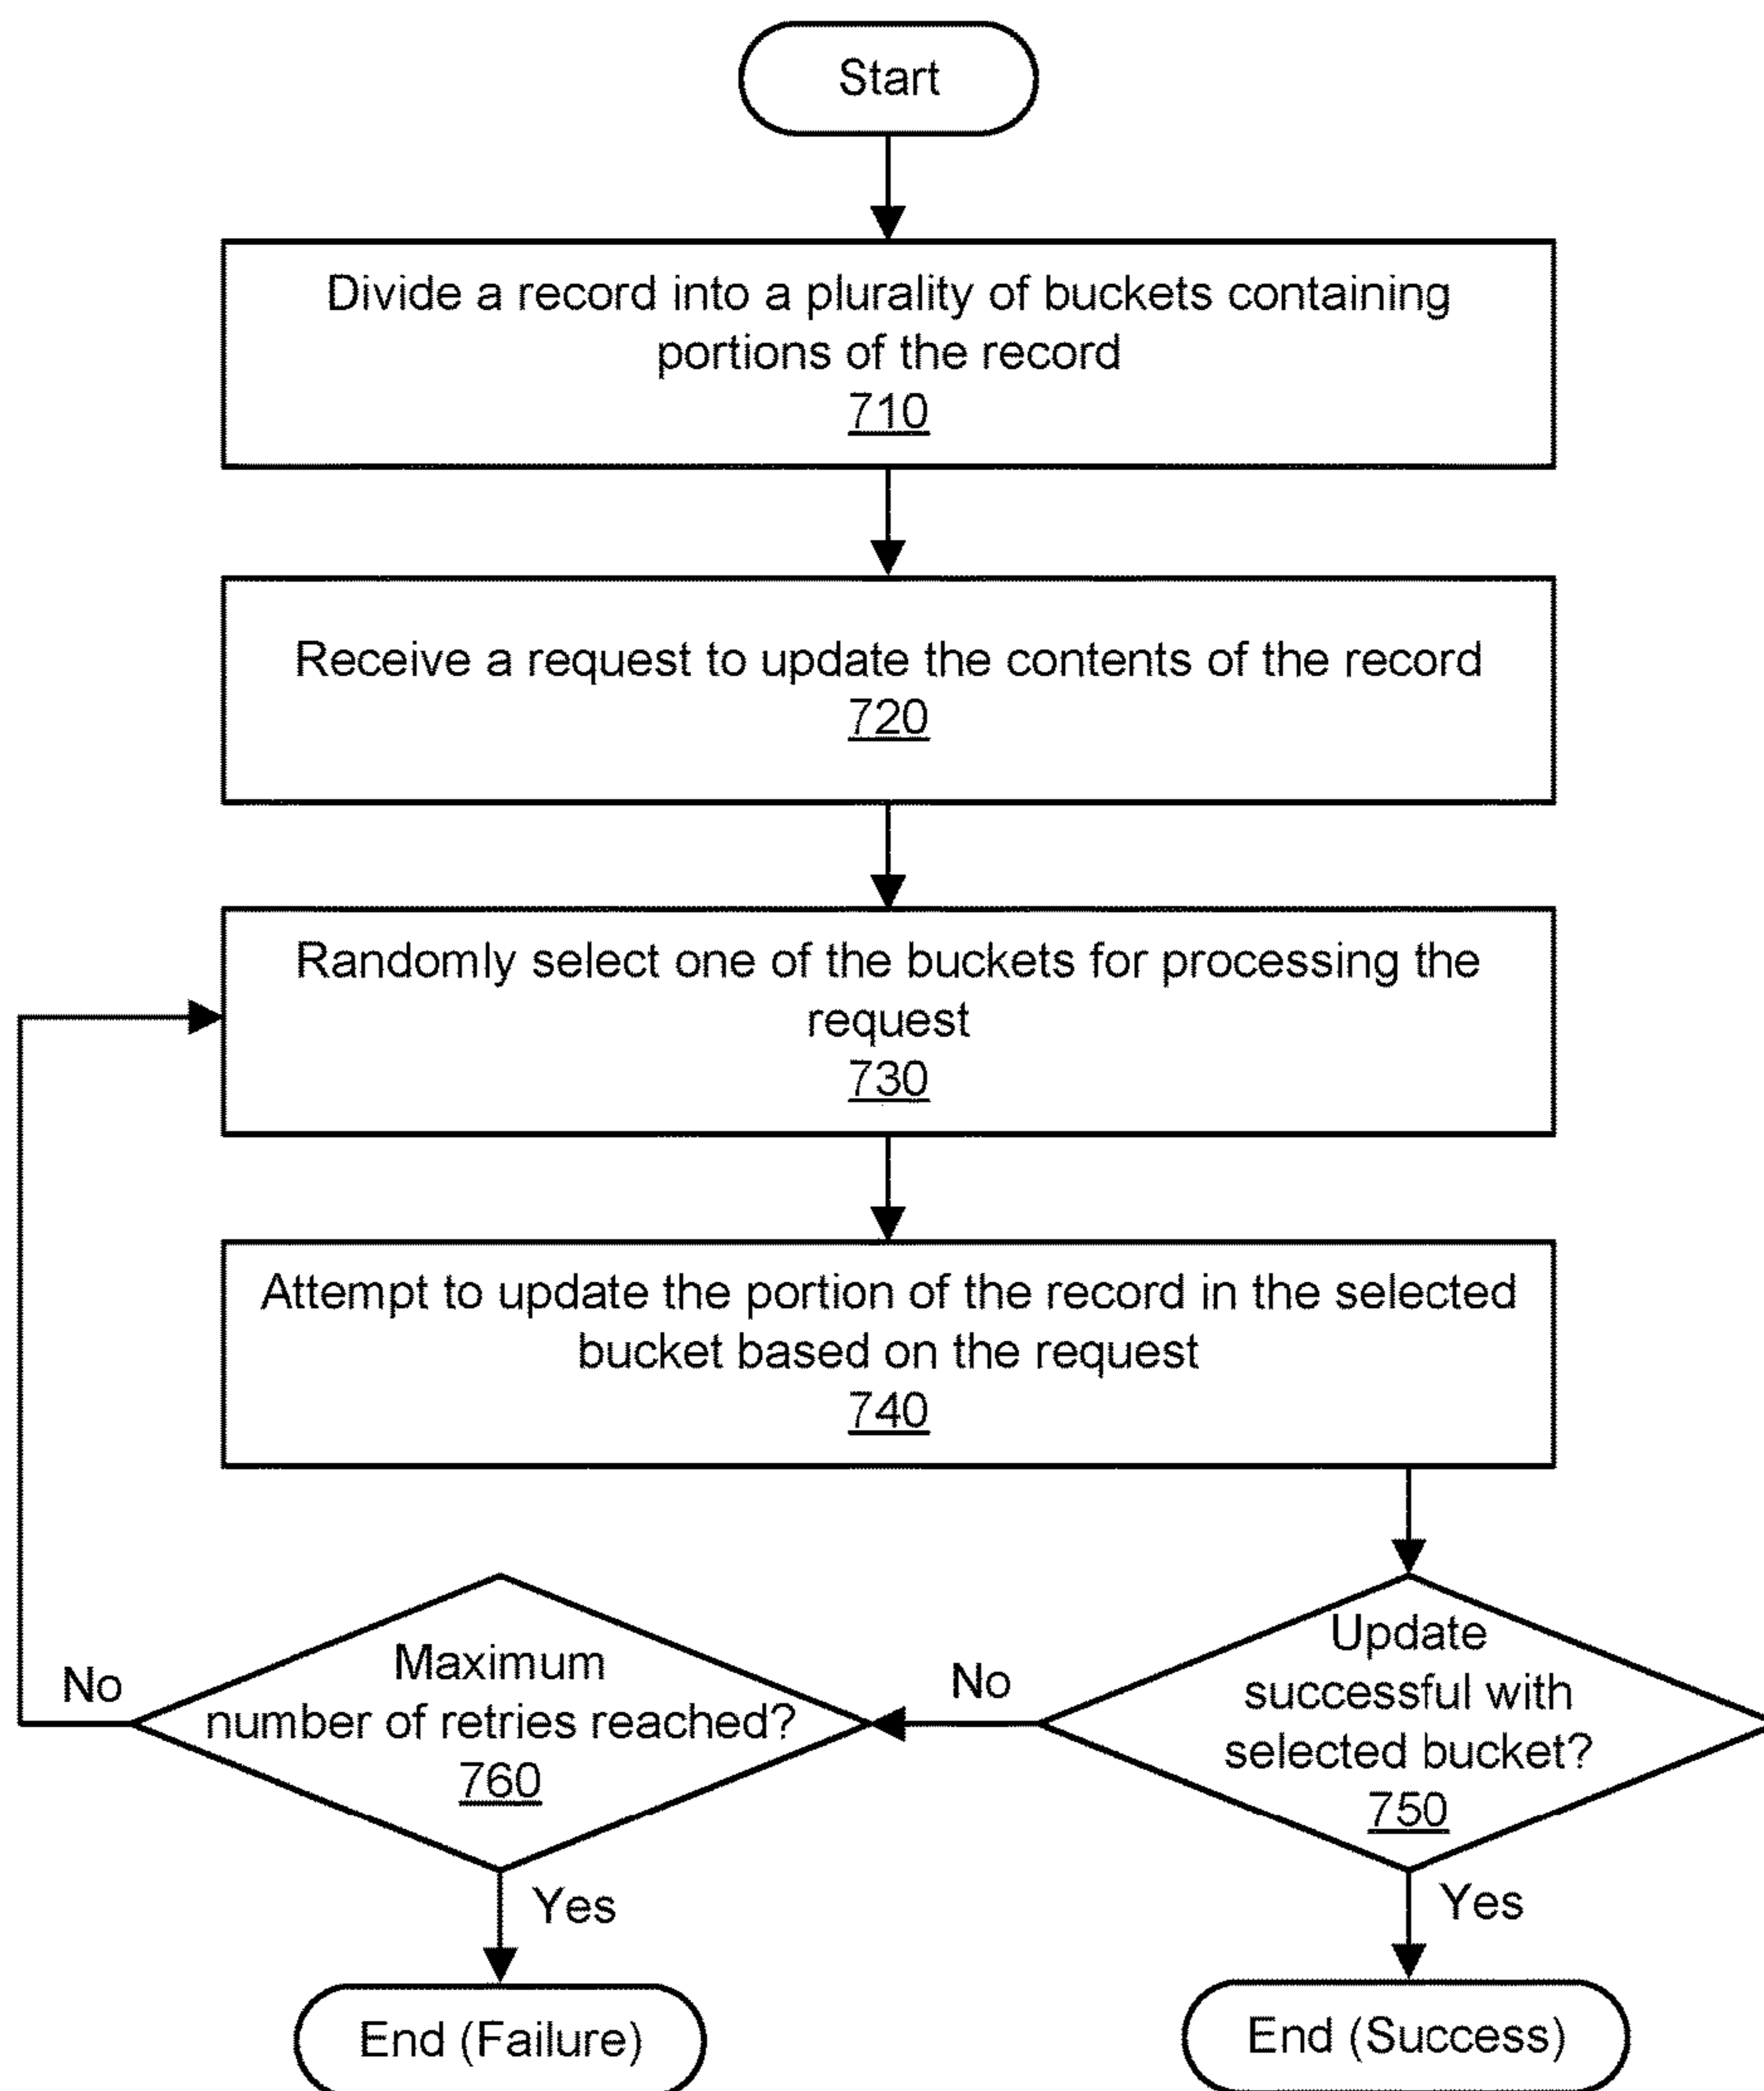 Start
Divide a record into a plurality of buckets containing
portions of the record
710
Receive a request to update the contents of the record
720
Randomly select one of the buckets for processing the
request
730
Attempt to update the portion of the record in the selected
bucket based on the request
740
Update
successful with
selected bucket?
750
No
Maximum
number of retries reached?
760
No
Yes
Yes
End (Failure)
End (Success)